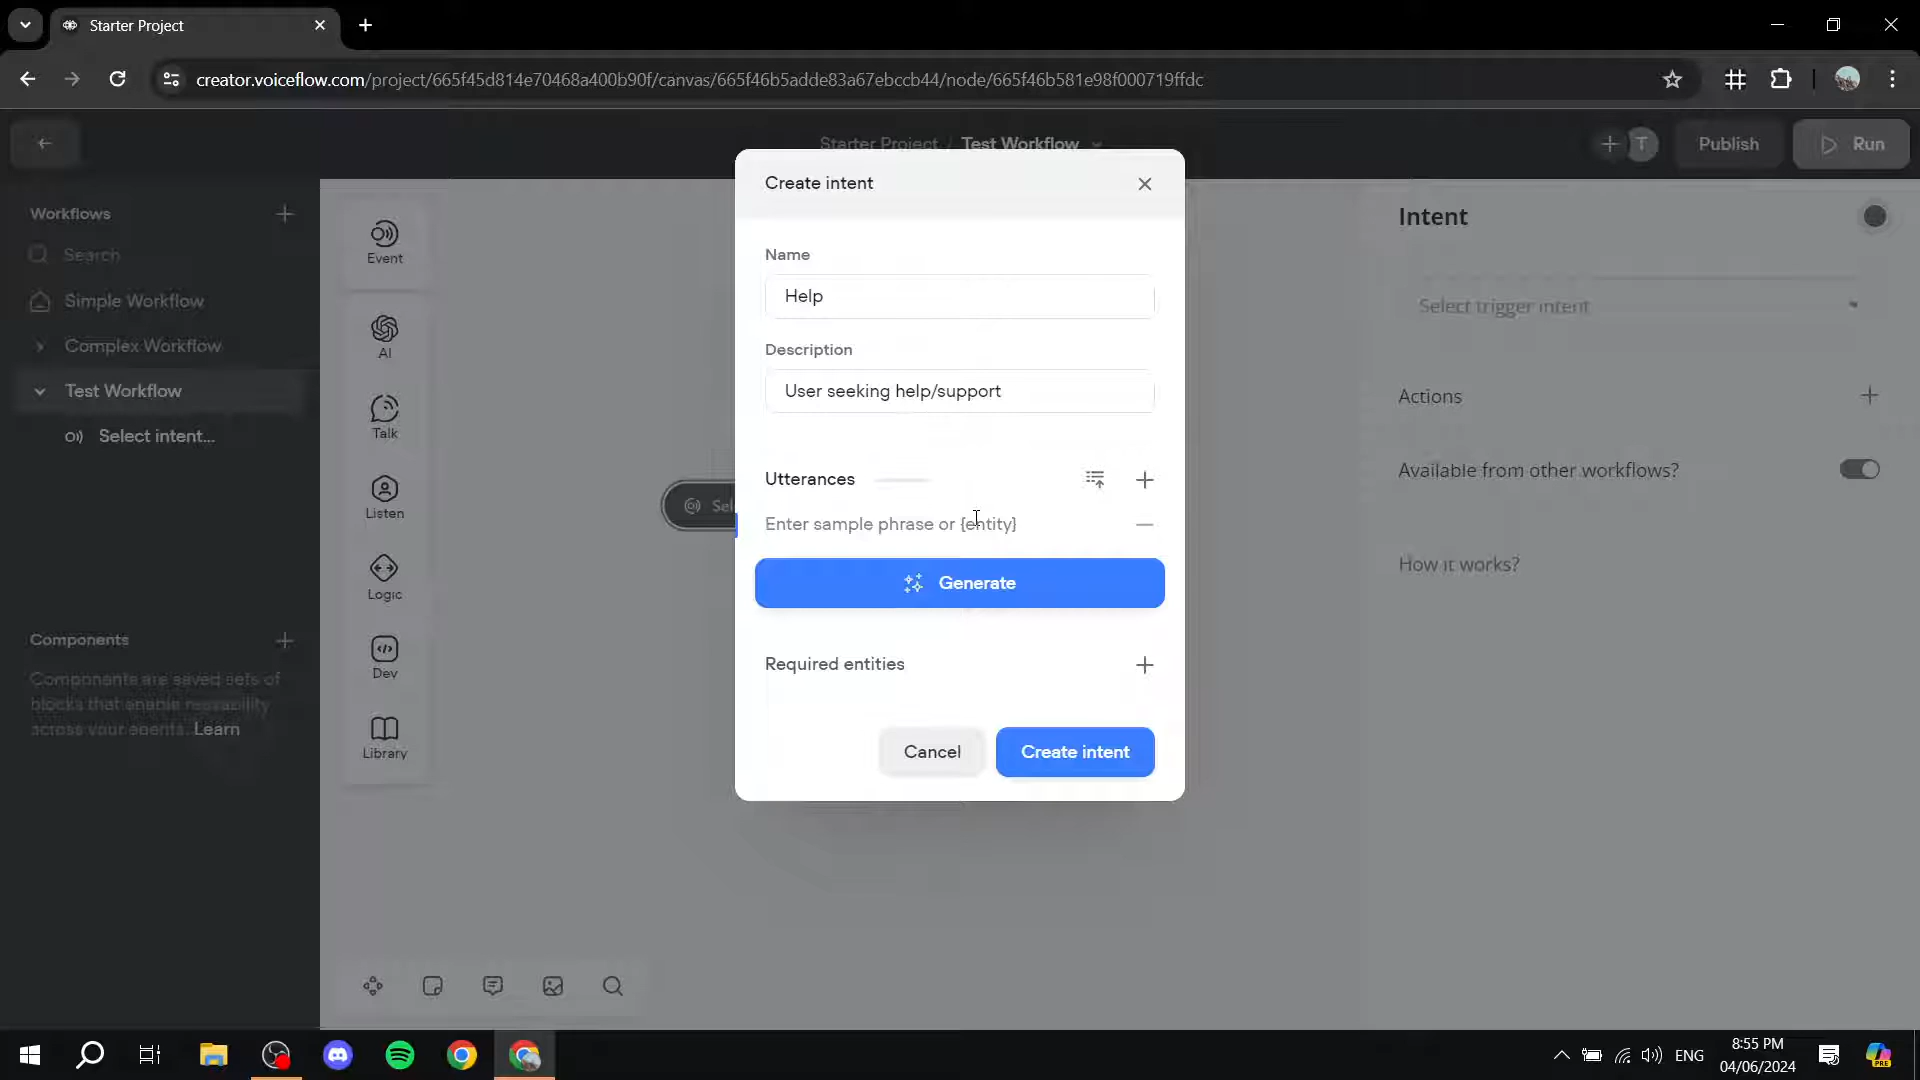 Starter Project
creator.voiceflow.com/project/665f45d814e70468a400b90f/canvas/665f46b5adde83a67ebccb44/node/665f46b581e98f000719ffdc
Starter Project / Test Workflow
T
Publish
Run
Workflows
Search
Simple Workflow
Complex Workflow
Test Workflow
Select intent...
Components
Components are saved sets of
blocks that enable reusability
across your agents. Learn
Event
AI
Talk
Listen
Logic
Dev
Library
Sel
Create intent
Name
Help
Description
User seeking help/support
Utterances
Enter sample phrase or {entity}
Generate
Required entities
Cancel
Create intent
Intent
Select trigger intent
Actions
Available from other workflows?
How it works?
ENG
8:55 PM
04/06/2024
PRE